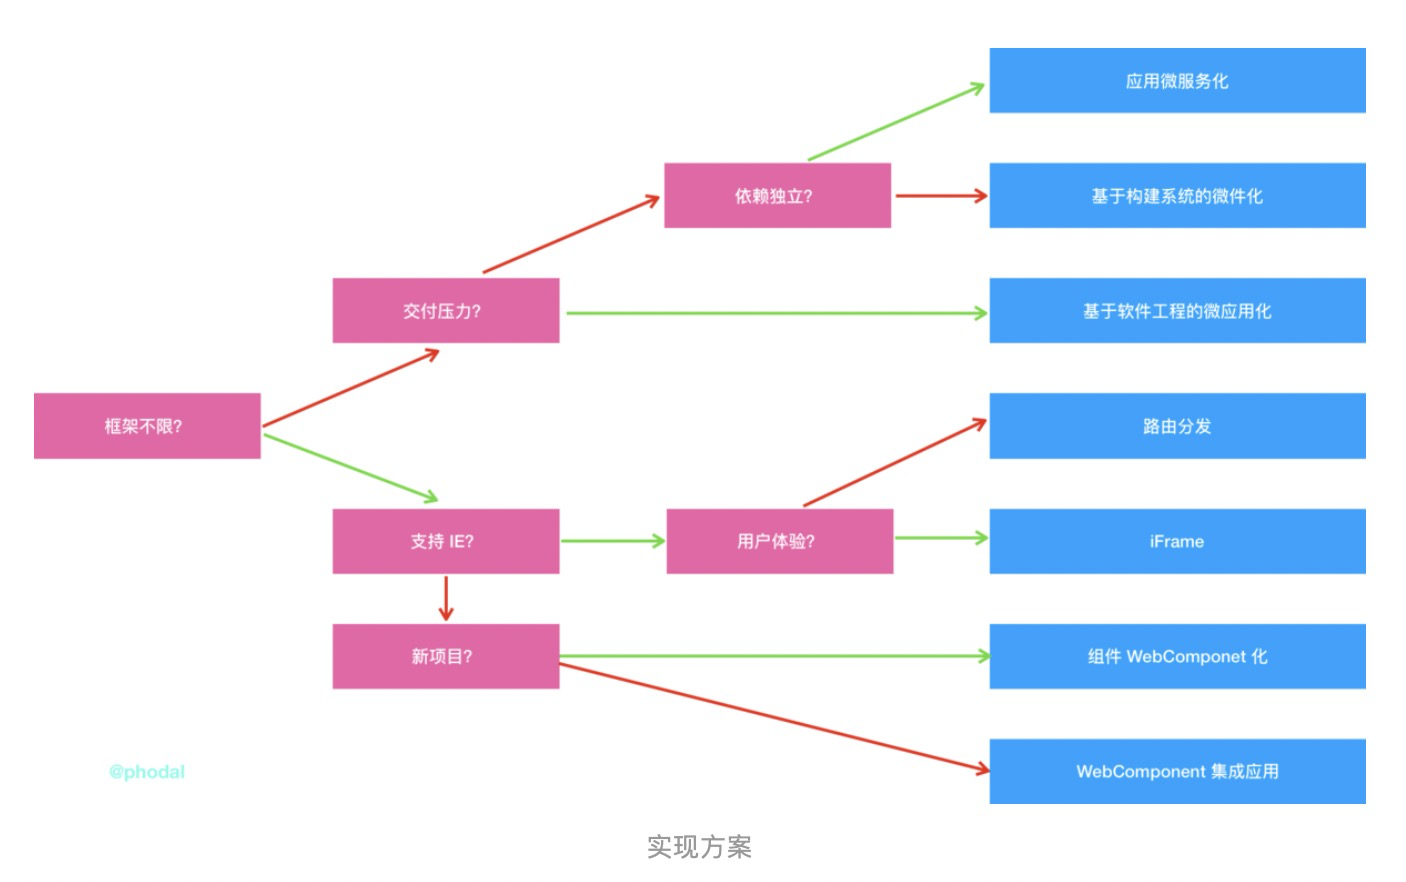 应用微服务化
依赖独立?
基于构建系统的微件化
交付压力?
基于软件工程的微应用化
框架不限?
路由分发
支持 IE?
用户体验?
iFrame
新项目?
组件 WebComponet 化
@phodal
WebComponent 集成应用
实现方案